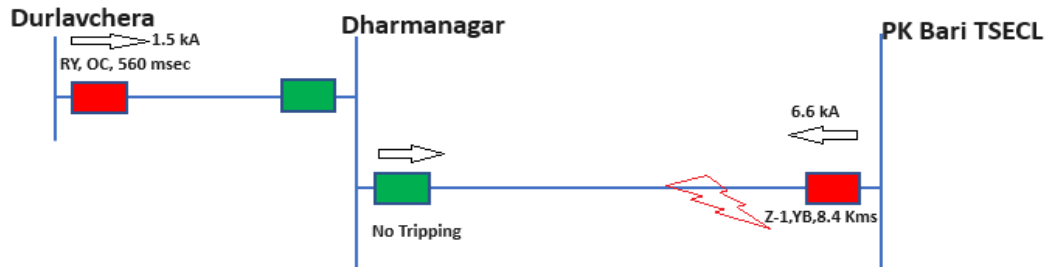 Durlavchera
Dharmanagar
PK Bari TSECL
1.5 kA
RY, OC, 560 msec
6.6 kA
No Tripping
Z-1,YB,8.4 Kms